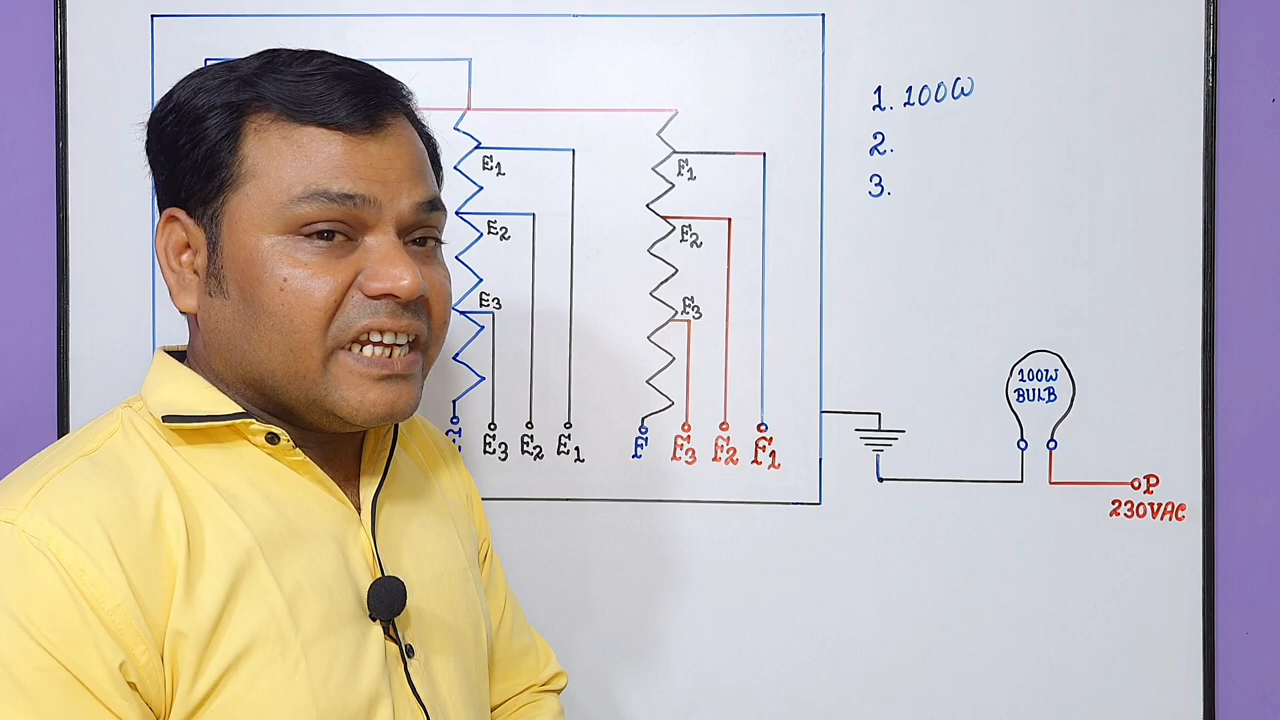 1. 100W
2.
3.
E1
F1
E2
F2
E3
F3
E3
E2
E1
F
F3
F2
F1
100W
BULB
P
230VAC